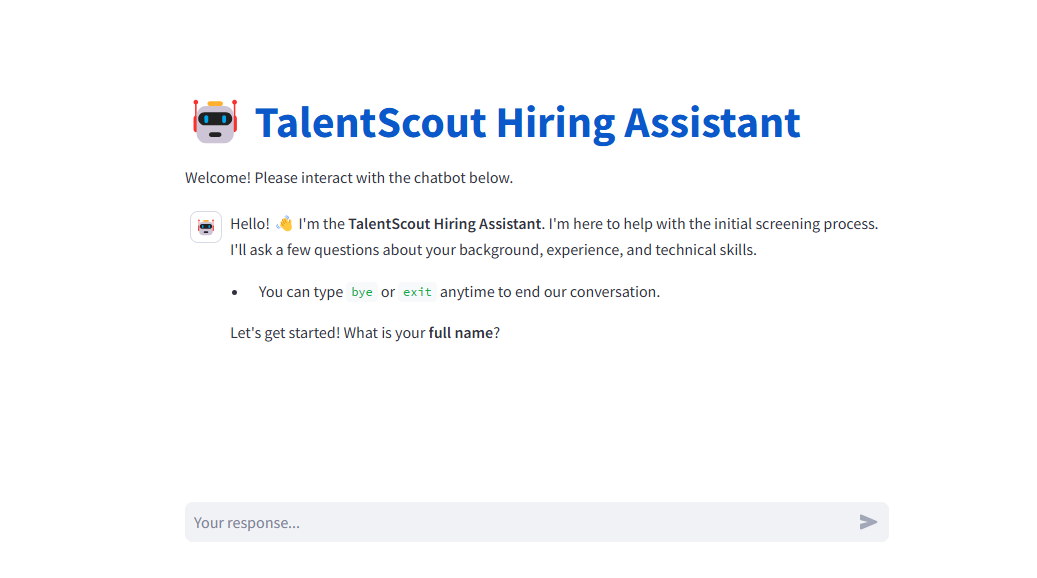 TalentScout Hiring Assistant
Welcome! Please interact with the chatbot below.
Hello! 👋 I'm the TalentScout Hiring Assistant. I'm here to help with the initial screening process.
I'll ask a few questions about your background, experience, and technical skills.
• You can type bye or exit anytime to end our conversation.
Let's get started! What is your full name?
Your response...